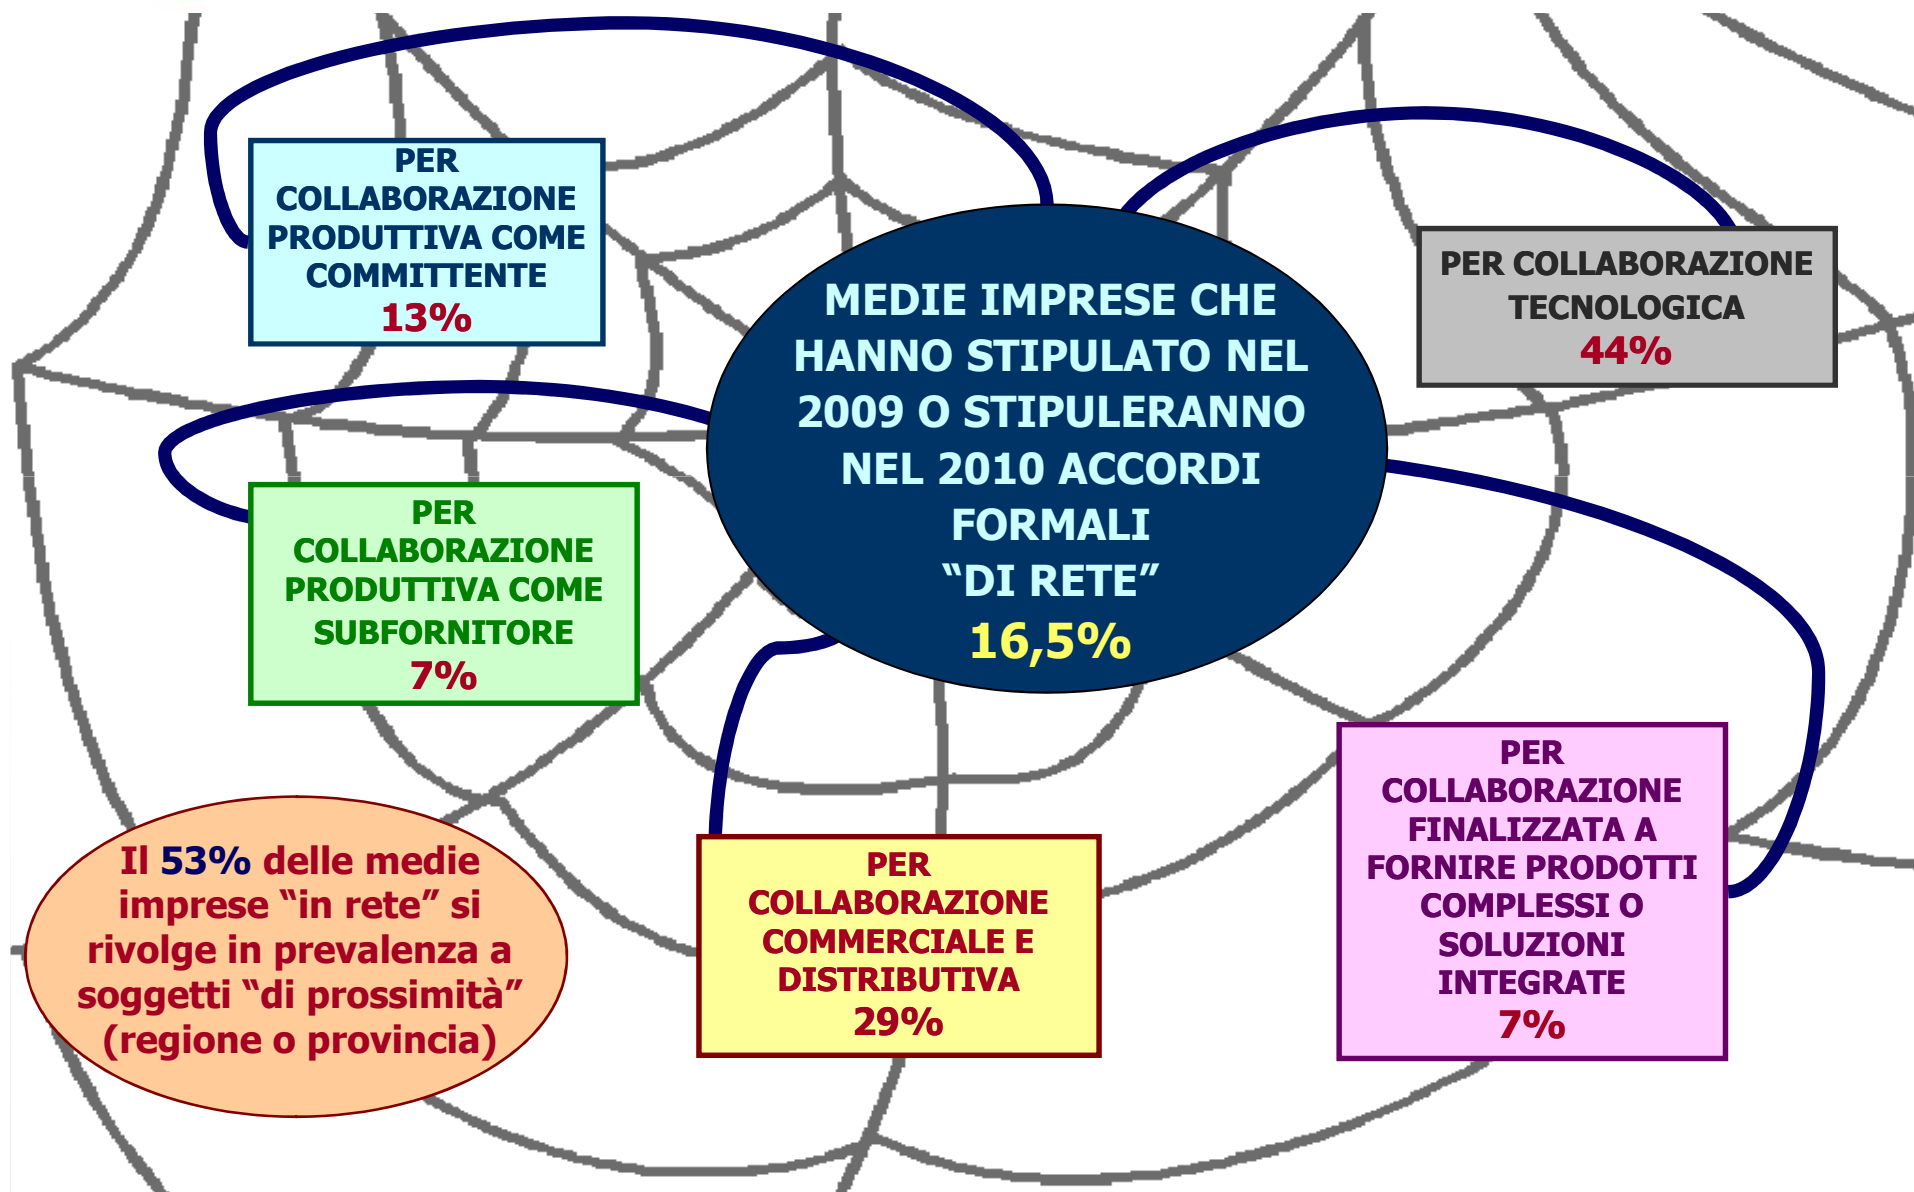 PER
COLLABORAZIONE
PRODUTTIVA COME
COMMITTENTE
13%
MEDIE IMPRESE CHE
HANNO STIPULATO NEL
2009 O STIPULERANNO
NEL 2010 ACCORDI
FORMALI
“DI RETE”
16,5%
PER COLLABORAZIONE
TECNOLOGICA
44%
PER
COLLABORAZIONE
PRODUTTIVA COME
SUBFORNITORE
7%
Il 53% delle medie
imprese “in rete” si
rivolge in prevalenza a
soggetti “di prossimità”
(regione o provincia)
PER
COLLABORAZIONE
COMMERCIALE E
DISTRIBUTIVA
29%
PER
COLLABORAZIONE
FINALIZZATA A
FORNIRE PRODOTTI
COMPLESSI O
SOLUZIONI
INTEGRATE
7%